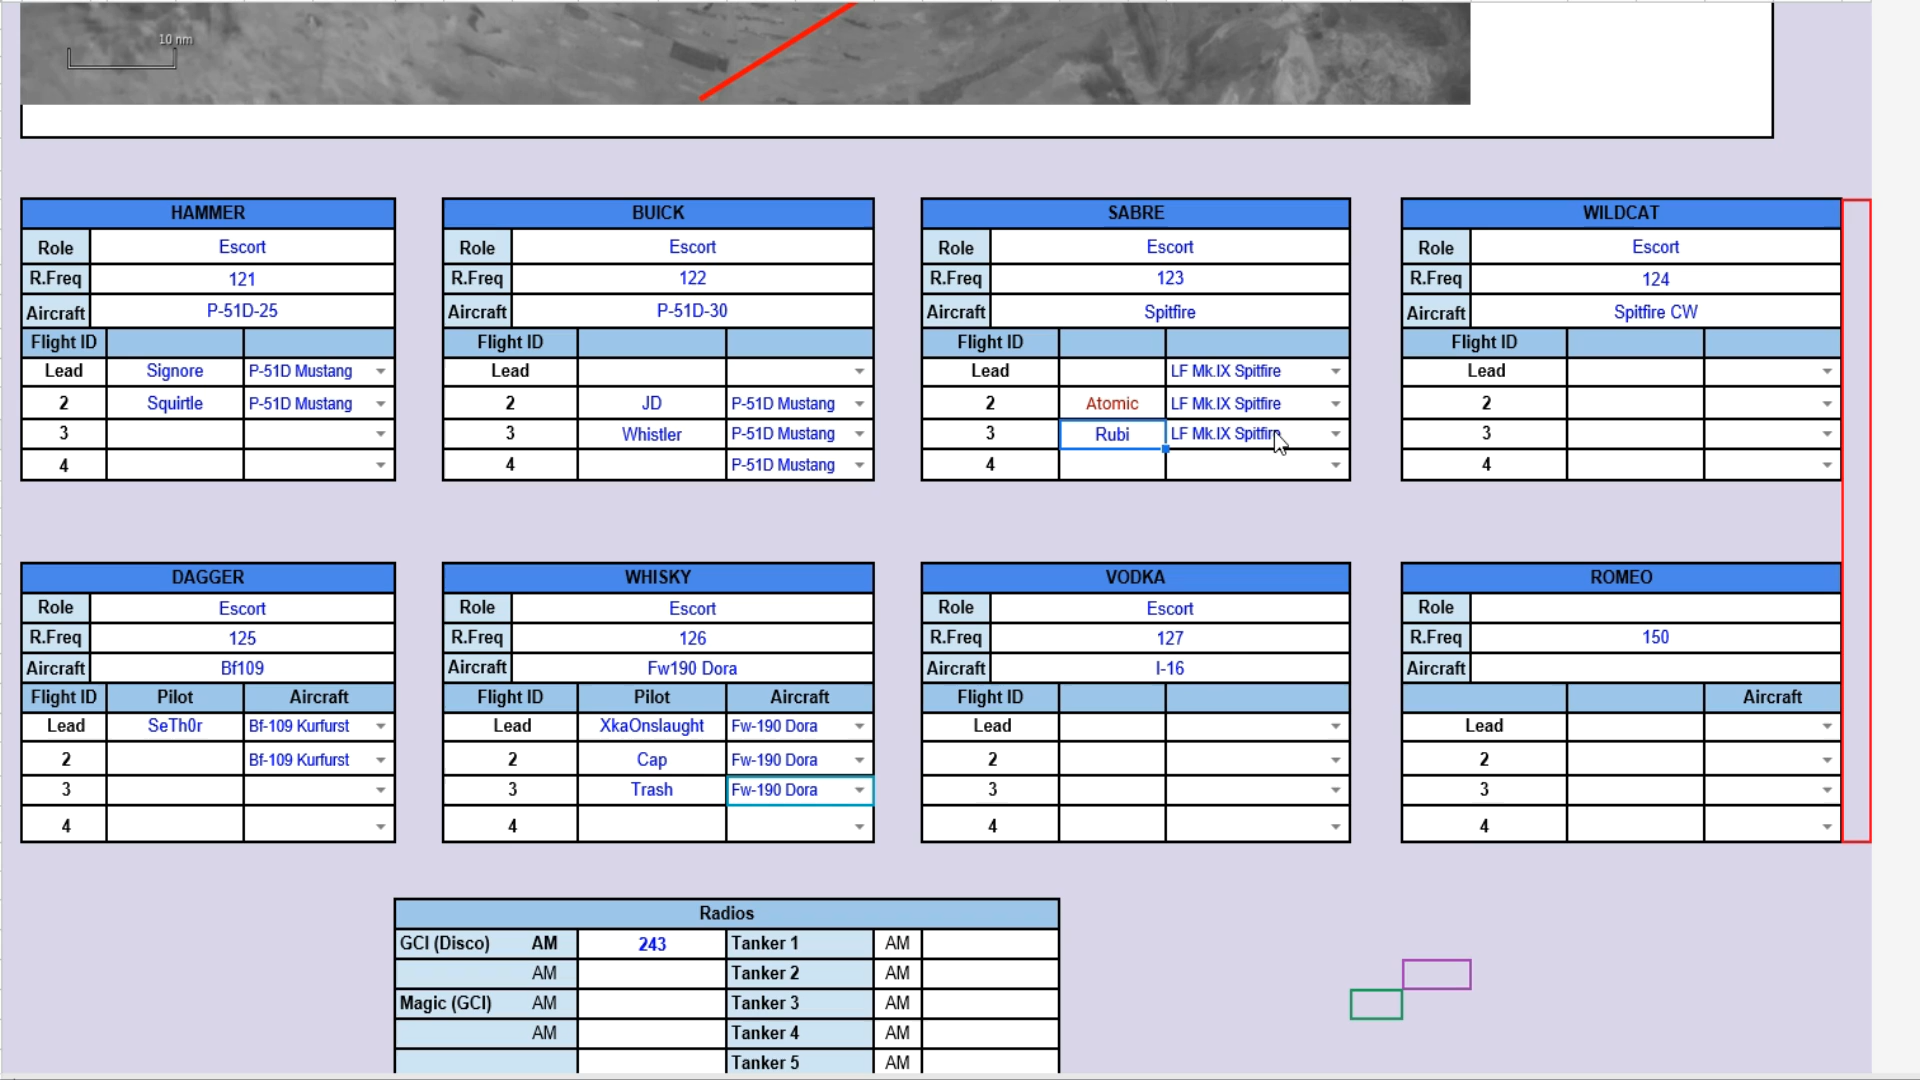 10 nm
HAMMER BUICK SABRE WILDCAT
Role Escort Role Escort Role Escort Role Escort
R.Freq 121 R.Freq 122 R.Freq 123 R.Freq 124
Aircraft P-51D-25 Aircraft P-51D-30 Aircraft Spitfire Aircraft Spitfire CW
Flight ID Flight ID Flight ID Flight ID
Lead Signore P-51D Mustang Lead Lead LF Mk.IX Spitfire Lead
2 Squirtle P-51D Mustang 2 JD P-51D Mustang 2 Atomic LF Mk.IX Spitfire 2
3 3 Whistler P-51D Mustang 3 Rubi LF Mk.IX Spitfire 3
4 4 P-51D Mustang 4 4
DAGGER WHISKY VODKA ROMEO
Role Escort Role Escort Role Escort Role
R.Freq 125 R.Freq 126 R.Freq 127 R.Freq 150
Aircraft Bf109 Aircraft Fw190 Dora Aircraft I-16 Aircraft
Flight ID Pilot Aircraft Flight ID Pilot Aircraft Flight ID Aircraft
Lead SeTh0r Bf-109 Kurfurst Lead XkaOnslaught Fw-190 Dora Lead Lead
2 Bf-109 Kurfurst 2 Cap Fw-190 Dora 2 2
3 3 Trash Fw-190 Dora 3 3
4 4 4 4
Radios
GCI (Disco) AM 243 Tanker 1 AM
AM Tanker 2 AM
Magic (GCI) AM Tanker 3 AM
AM Tanker 4 AM
Tanker 5 AM